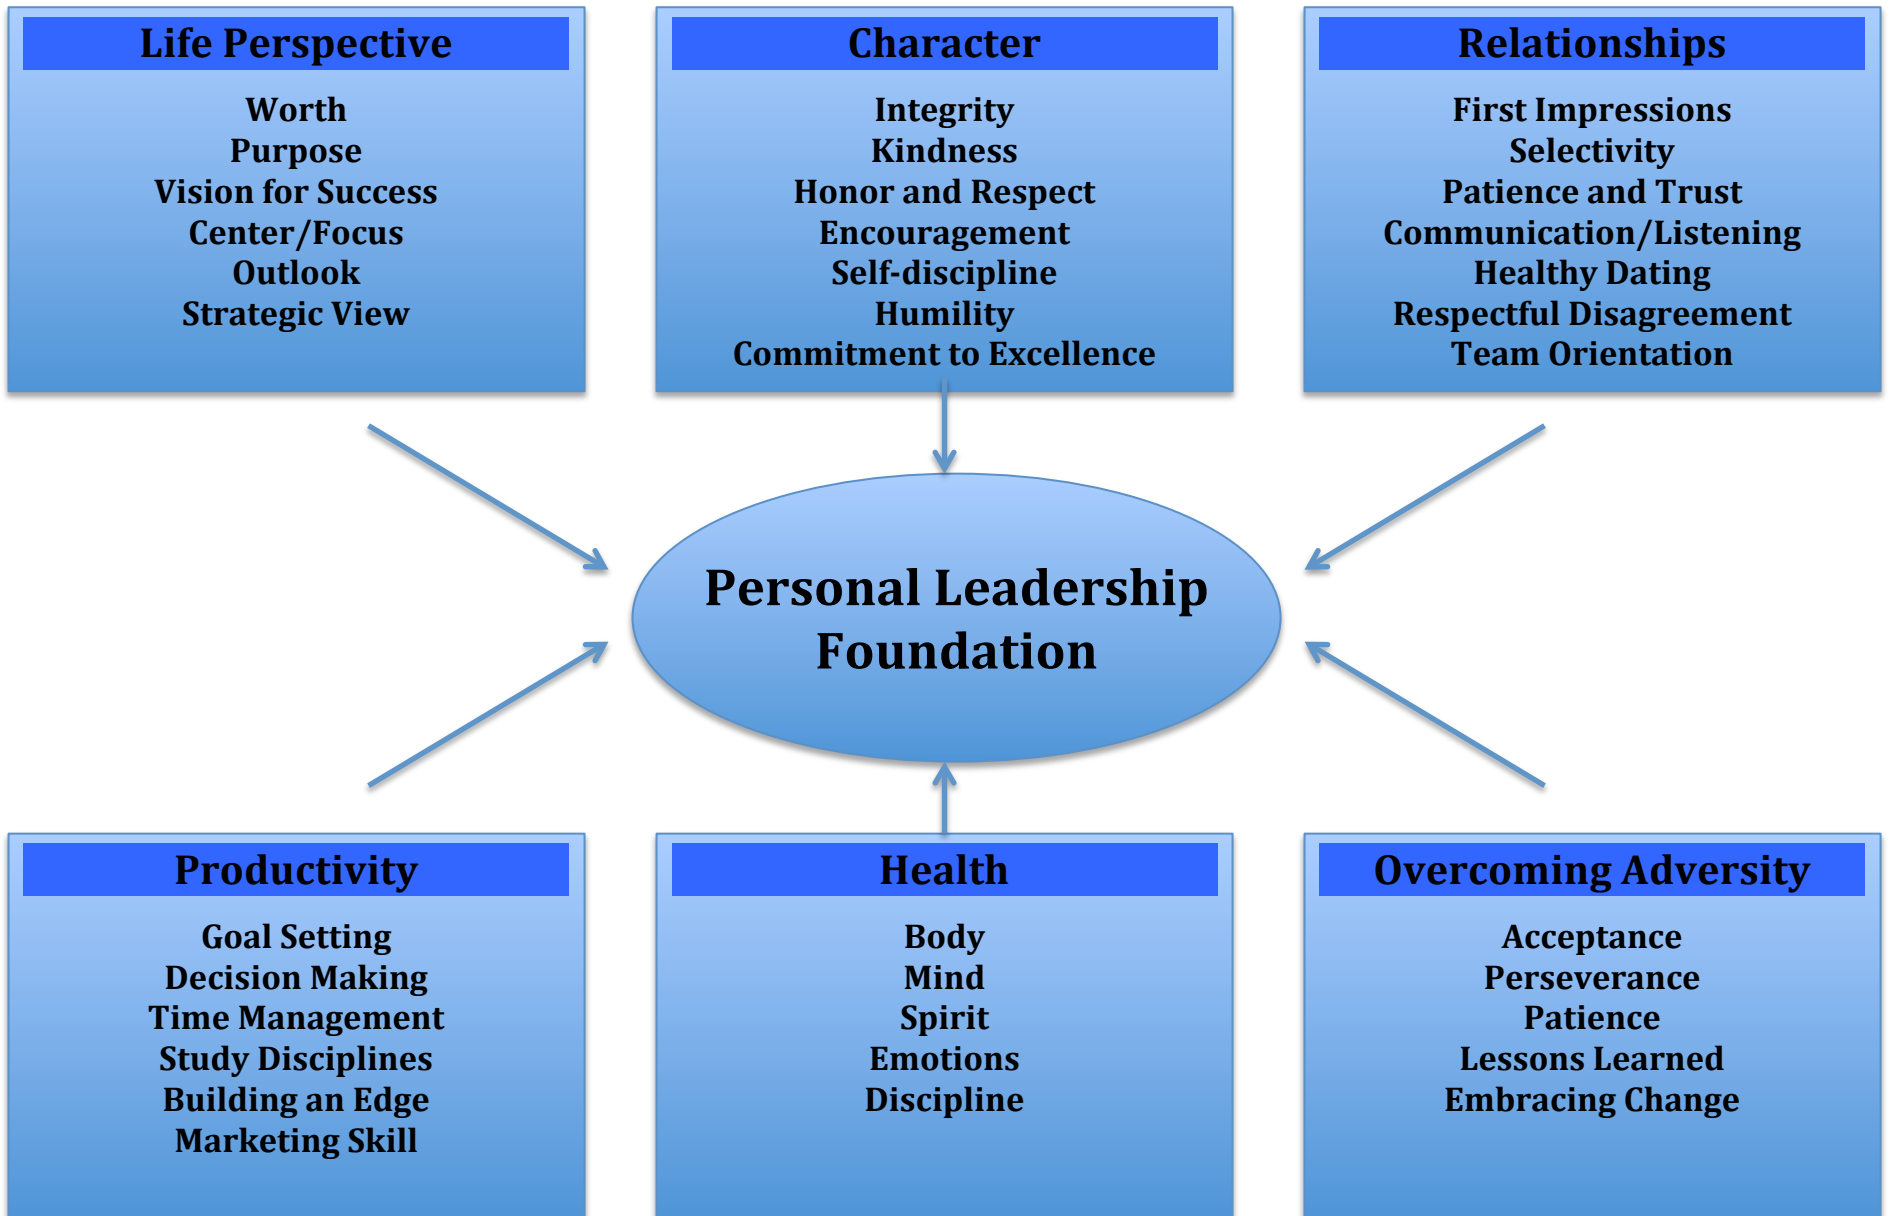 Life Perspective
Worth
Purpose
Vision for Success
Center/Focus
Outlook
Strategic View
Character
Integrity
Kindness
Honor and Respect
Encouragement
Self-discipline
Humility
Commitment to Excellence
Relationships
First Impressions
Selectivity
Patience and Trust
Communication/Listening
Healthy Dating
Respectful Disagreement
Team Orientation
Personal Leadership
Foundation
Productivity
Goal Setting
Decision Making
Time Management
Study Disciplines
Building an Edge
Marketing Skill
Health
Body
Mind
Spirit
Emotions
Discipline
Overcoming Adversity
Acceptance
Perseverance
Patience
Lessons Learned
Embracing Change